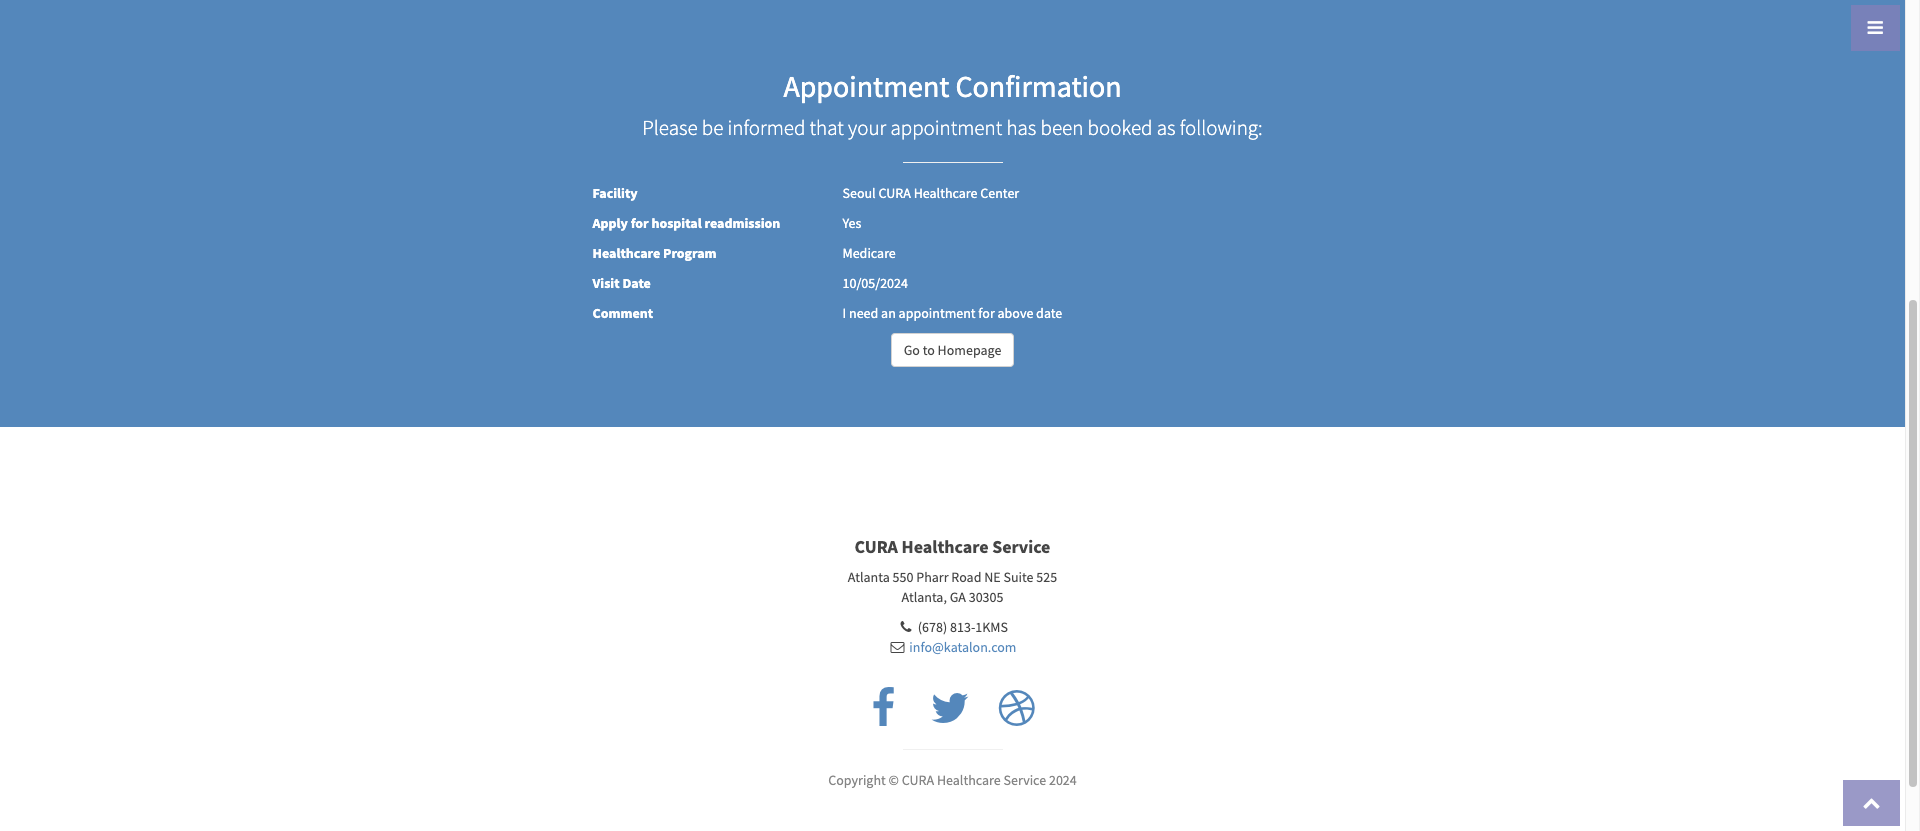 Appointment Confirmation
Please be informed that your appointment has been booked as following:
Facility Seoul CURA Healthcare Center
Apply for hospital readmission Yes
Healthcare Program Medicare
Visit Date 10/05/2024
Comment I need an appointment for above date
Go to Homepage
CURA Healthcare Service
Atlanta 550 Pharr Road NE Suite 525
Atlanta, GA 30305
(678) 813-1KMS
info@katalon.com
Copyright © CURA Healthcare Service 2024